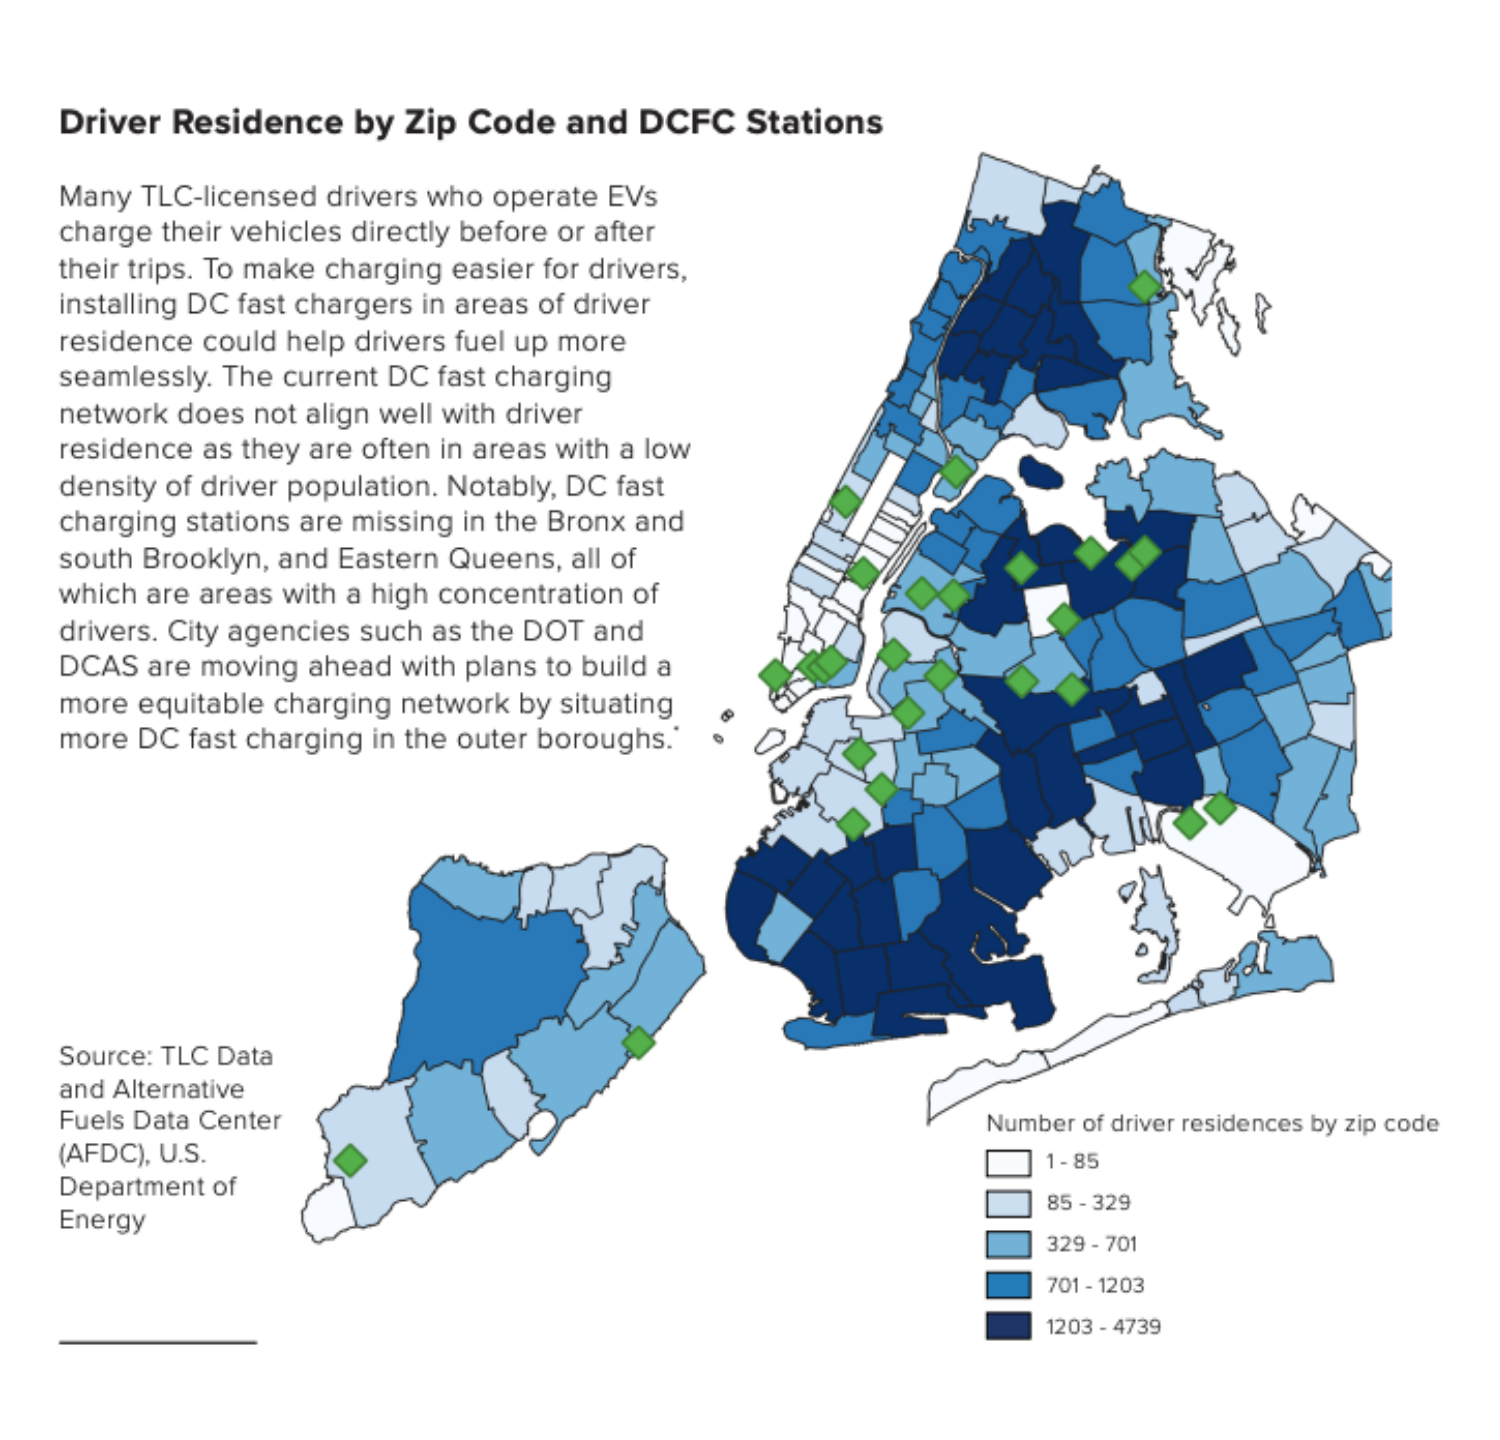 Driver Residence by Zip Code and DCFC Stations
Many TLC-licensed drivers who operate EVs
charge their vehicles directly before or after
their trips. To make charging easier for drivers,
installing DC fast chargers in areas of driver
residence could help drivers fuel up more
seamlessly. The current DC fast charging
network does not align well with driver
residence as they are often in areas with a low
density of driver population. Notably, DC fast
charging stations are missing in the Bronx and
south Brooklyn, and Eastern Queens, all of
which are areas with a high concentration of
drivers. City agencies such as the DOT and
DCAS are moving ahead with plans to build a
more equitable charging network by situating
more DC fast charging in the outer boroughs.*
Source: TLC Data
and Alternative
Fuels Data Center
(AFDC), U.S.
Department of
Energy
Number of driver residences by zip code
1 - 85
85 - 329
329 - 701
701 - 1203
1203 - 4739